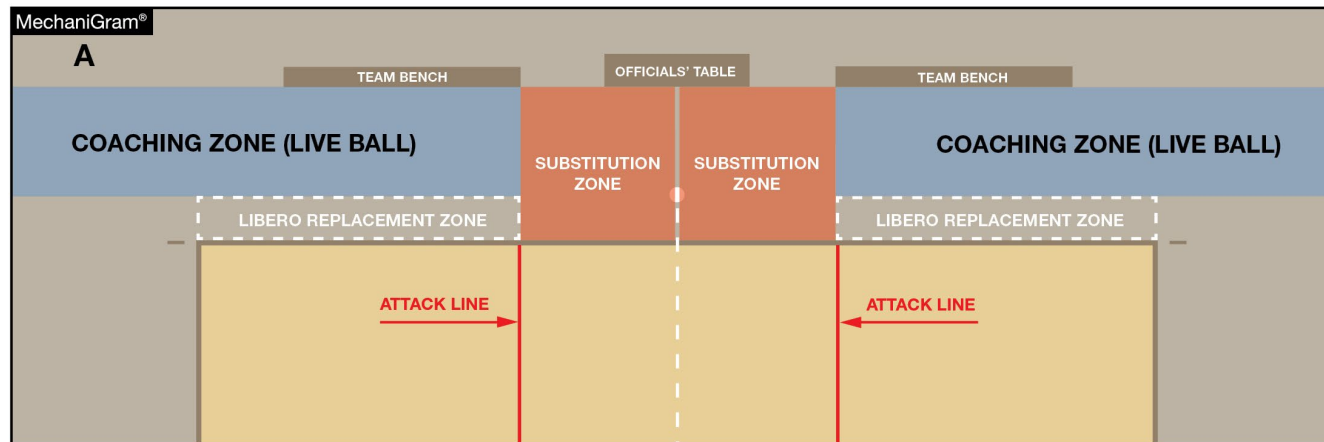 MechaniGram®
A
TEAM BENCH
OFFICIALS' TABLE
TEAM BENCH
COACHING ZONE (LIVE BALL)
SUBSTITUTION
ZONE
SUBSTITUTION
ZONE
COACHING ZONE (LIVE BALL)
LIBERO REPLACEMENT ZONE
LIBERO REPLACEMENT ZONE
ATTACK LINE
ATTACK LINE